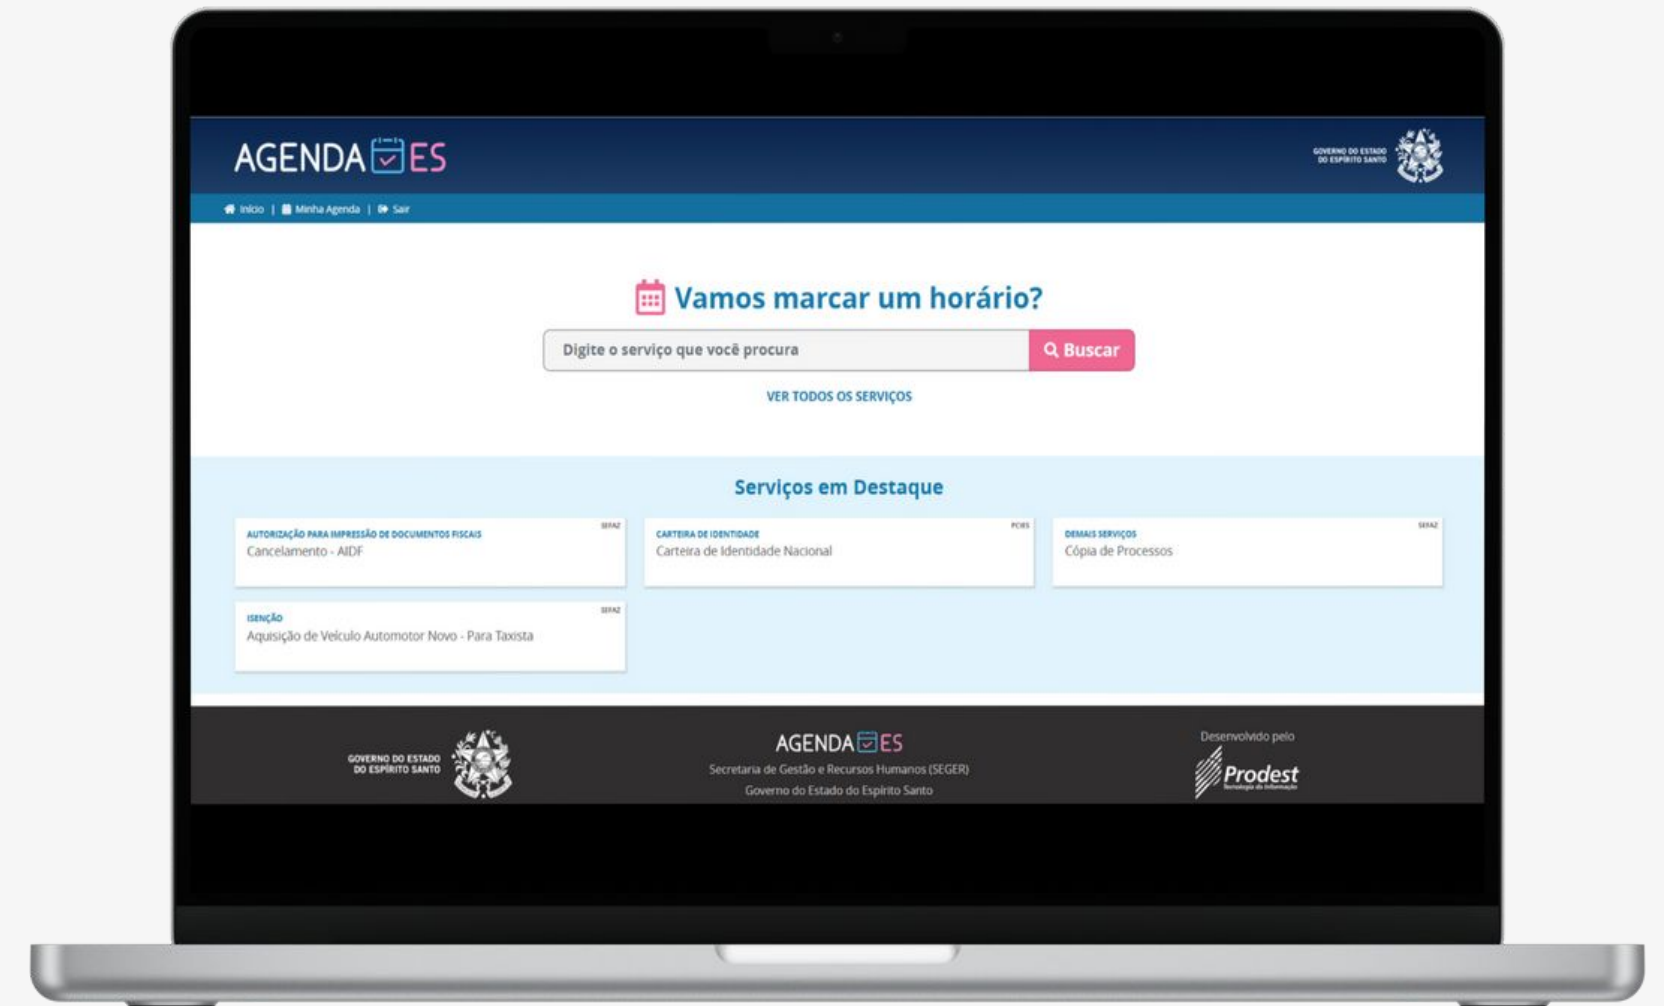 AGENDA ES
GOVERNO DO ESTADO
DO ESPÍRITO SANTO
Início | Minha Agenda | Sair
Vamos marcar um horário?
Digite o serviço que você procura
Buscar
VER TODOS OS SERVIÇOS
Serviços em Destaque
SEFAZ
AUTORIZAÇÃO PARA IMPRESSÃO DE DOCUMENTOS FISCAIS
Cancelamento - AIDF
PCIES
CARTEIRA DE IDENTIDADE
Carteira de Identidade Nacional
SEFAZ
DEMAIS SERVIÇOS
Cópia de Processos
SEFAZ
ISENÇÃO
Aquisição de Veículo Automotor Novo - Para Taxista
GOVERNO DO ESTADO
DO ESPÍRITO SANTO
AGENDA ES
Secretaria de Gestão e Recursos Humanos (SEGER)
Governo do Estado do Espírito Santo
Desenvolvido pelo
Prodest
Tecnologia da Informação